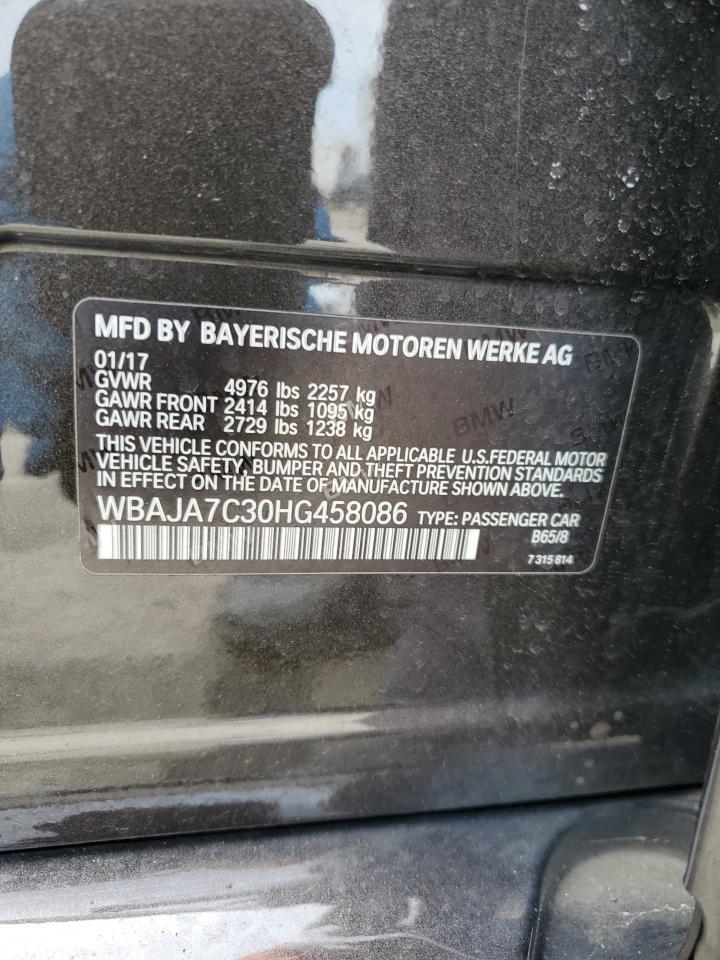 MFD BY BAYERISCHE MOTOREN WERKE AG
01/17
GVWR 4976 lbs 2257 kg
GAWR FRONT 2414 lbs 1095 kg
GAWR REAR 2729 lbs 1238 kg
THIS VEHICLE CONFORMS TO ALL APPLICABLE U.S.FEDERAL MOTOR
VEHICLE SAFETY, BUMPER AND THEFT PREVENTION STANDARDS
IN EFFECT ON THE DATE OF MANUFACTURE SHOWN ABOVE.
WBAJA7C30HG458086 TYPE: PASSENGER CAR
B65/8
7 315 814
BMW